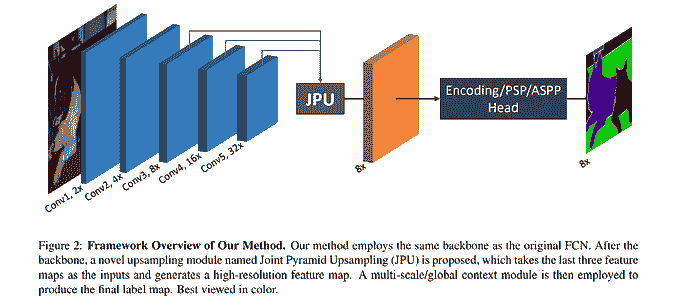 Conv1, 2x
Conv2, 4x
Conv3, 8x
Conv4, 16x
Conv5, 32x
JPU
8x
Encoding/PSP/ASPP
Head
8x
Figure 2: Framework Overview of Our Method. Our method employs the same backbone as the original FCN. After the
backbone, a novel upsampling module named Joint Pyramid Upsampling (JPU) is proposed, which takes the last three feature
maps as the inputs and generates a high-resolution feature map. A multi-scale/global context module is then employed to
produce the final label map. Best viewed in color.